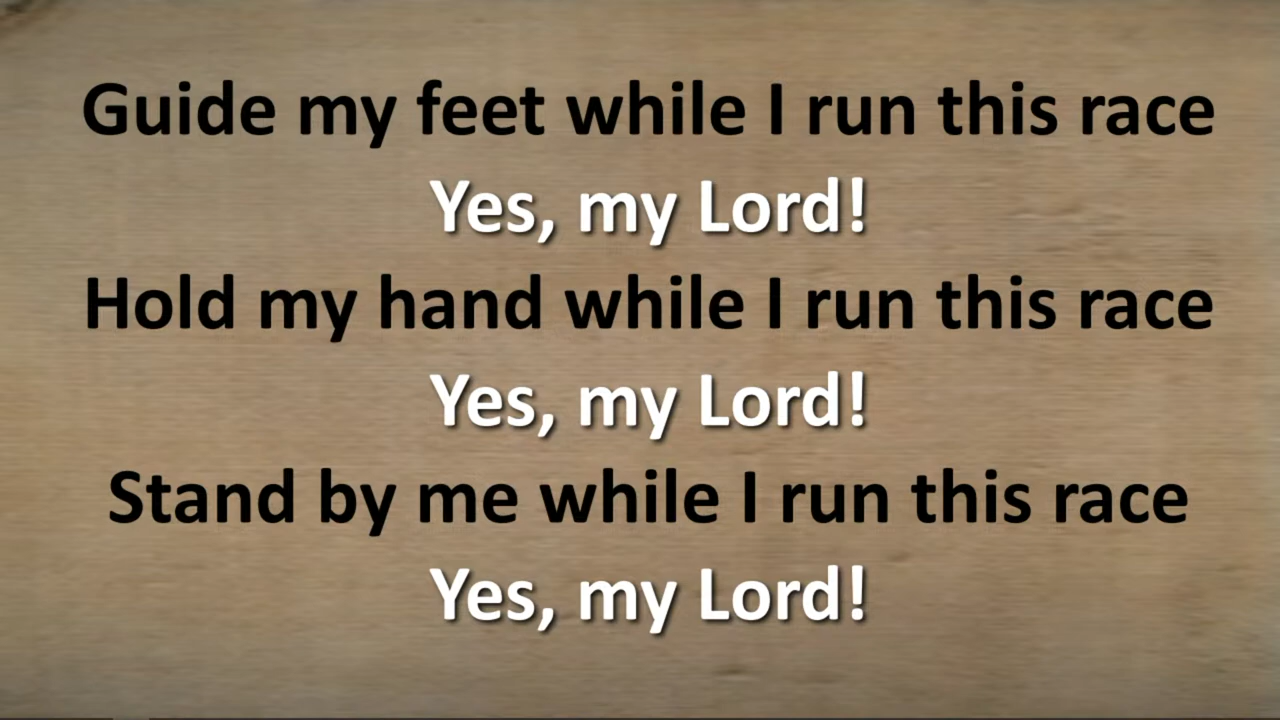 Guide my feet while I run this race
Yes, my Lord!
Hold my hand while I run this race
Yes, my Lord!
Stand by me while I run this race
Yes, my Lord!